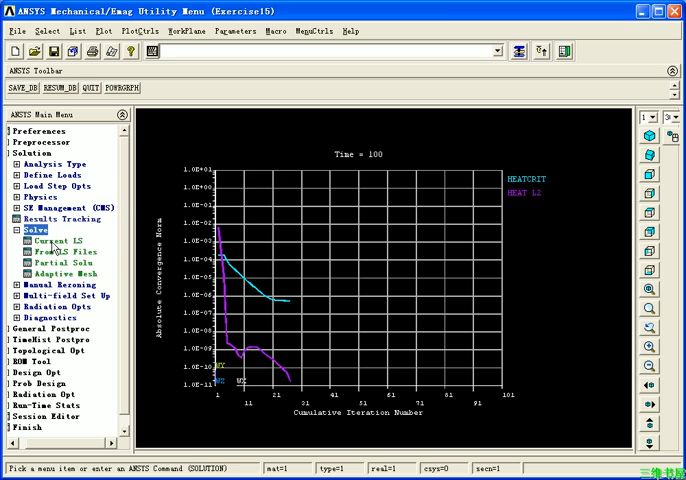 ANSYS Mechanical/Emag Utility Menu (Exercise15)
File Select List Plot PlotCtrls WorkPlane Parameters Macro MenuCtrls Help
ANSYS Toolbar
SAVE_DB RESUM_DB QUIT POWRGRPH
ANSYS Main Menu
Preferences
Preprocessor
Solution
Analysis Type
Define Loads
Load Step Opts
Physics
SE Management (CMS)
Results Tracking
Solve
Current LS
From LS Files
Partial Solu
Adaptive Mesh
Manual Rezoning
Multi-field Set Up
Radiation Opts
Diagnostics
General Postproc
TimeHist Postpro
Topological Opt
ROM Tool
Design Opt
Prob Design
Radiation Opt
Run-Time Stats
Session Editor
Finish
Time = 100
HEATCRIT
HEAT L2
Absolute Convergence Norm
1.0E+01
1.0E+00
1.0E-01
1.0E-02
1.0E-03
1.0E-04
1.0E-05
1.0E-06
1.0E-07
1.0E-08
1.0E-09
1.0E-10
1.0E-11
WY
WZ WX
1 11 21 31 41 51 61 71 81 91 101
Cumulative Iteration Number
1
Pick a menu item or enter an ANSYS Command (SOLUTION) mat=1 type=1 real=1 csys=0 secn=1
三维书屋